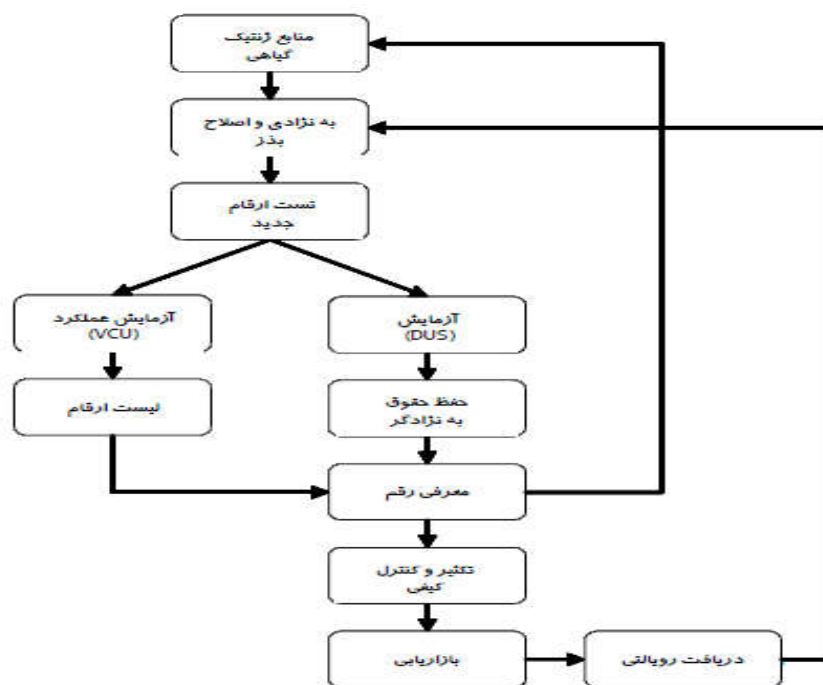 منابع ژنتیک
گیاهی
به نژادی و اصلاح
بذر
تست ارقام
جدید
آزمایش عملکرد
(VCU)
آزمایش
(DUS)
لیست ارقام
حفظ حقوق
به نژادگر
معرفی رقم
تکثیر و کنترل
کیفی
بازاریابی
دریافت رویالتی